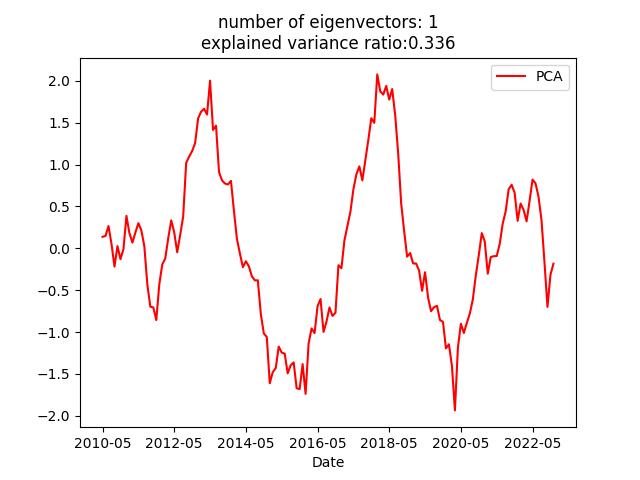 number of eigenvectors: 1
explained variance ratio:0.336
PCA
2.0
1.5
1.0
0.5
0.0
−0.5
−1.0
−1.5
−2.0
2010-05 2012-05 2014-05 2016-05 2018-05 2020-05 2022-05
Date